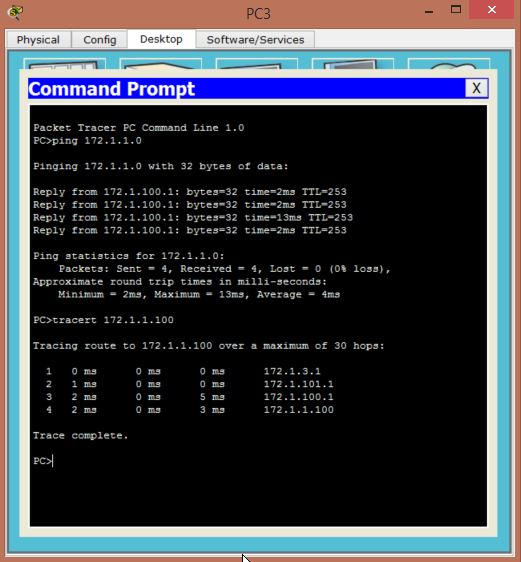 PC3
Physical Config Desktop Software/Services
Command Prompt X
Packet Tracer PC Command Line 1.0
PC>ping 172.1.1.0
Pinging 172.1.1.0 with 32 bytes of data:
Reply from 172.1.100.1: bytes=32 time=2ms TTL=253
Reply from 172.1.100.1: bytes=32 time=2ms TTL=253
Reply from 172.1.100.1: bytes=32 time=13ms TTL=253
Reply from 172.1.100.1: bytes=32 time=2ms TTL=253
Ping statistics for 172.1.1.0:
Packets: Sent = 4, Received = 4, Lost = 0 (0% loss),
Approximate round trip times in milli-seconds:
Minimum = 2ms, Maximum = 13ms, Average = 4ms
PC>tracert 172.1.1.100
Tracing route to 172.1.1.100 over a maximum of 30 hops:
1 0 ms 0 ms 0 ms 172.1.3.1
2 1 ms 0 ms 0 ms 172.1.101.1
3 2 ms 0 ms 5 ms 172.1.100.1
4 2 ms 0 ms 3 ms 172.1.1.100
Trace complete.
PC>